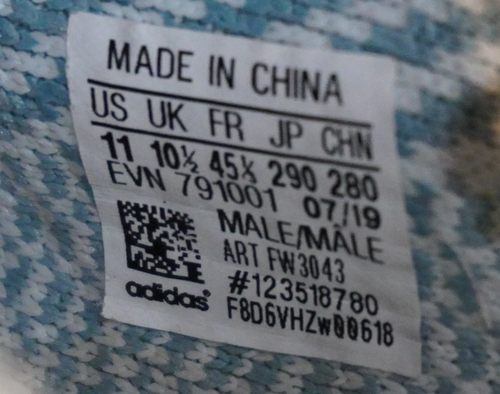 MADE IN CHINA
US UK FR JP CHN
11 10½ 45⅓ 290 280
EVN 791001 07/19
MALE/MÂLE
ART FW3043
#123518780
F8D6VHZw00618
adidas®